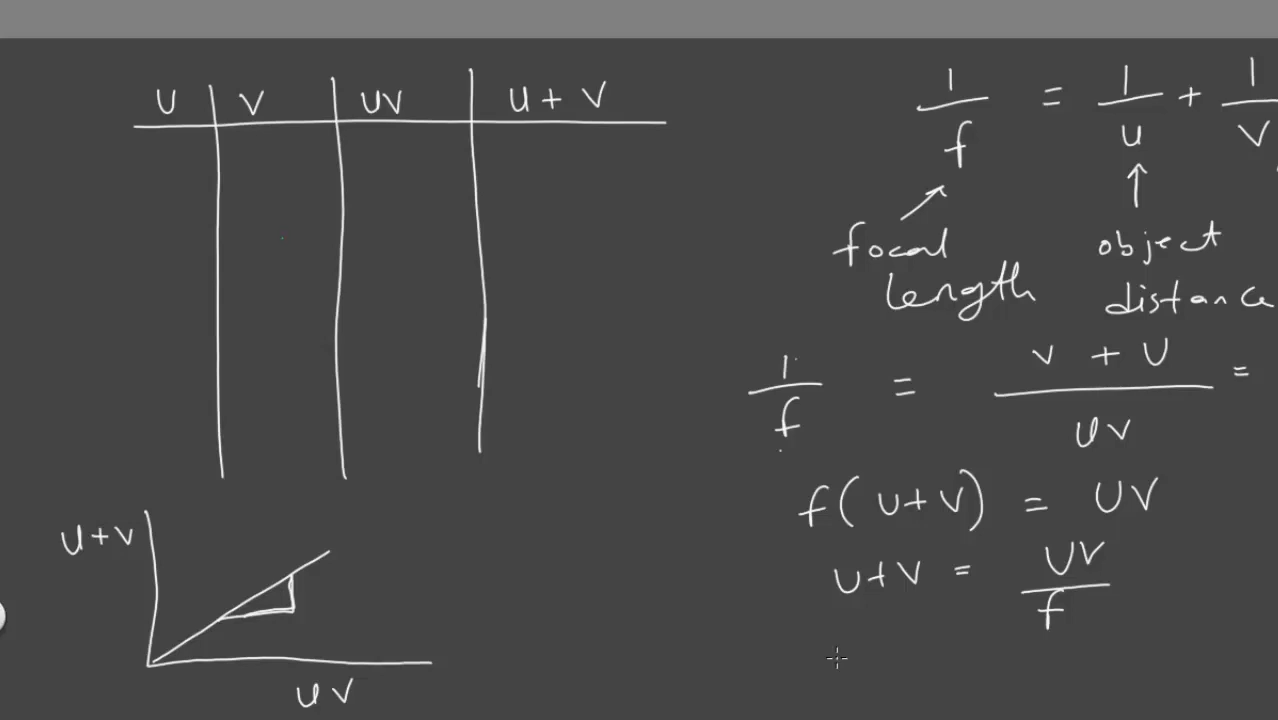 U | V | UV | U + V
1/f = 1/u + 1/V
focal length
object distance
1/f = V + U / UV =
f(U+V) = UV
U+V = UV/f
U+V
UV